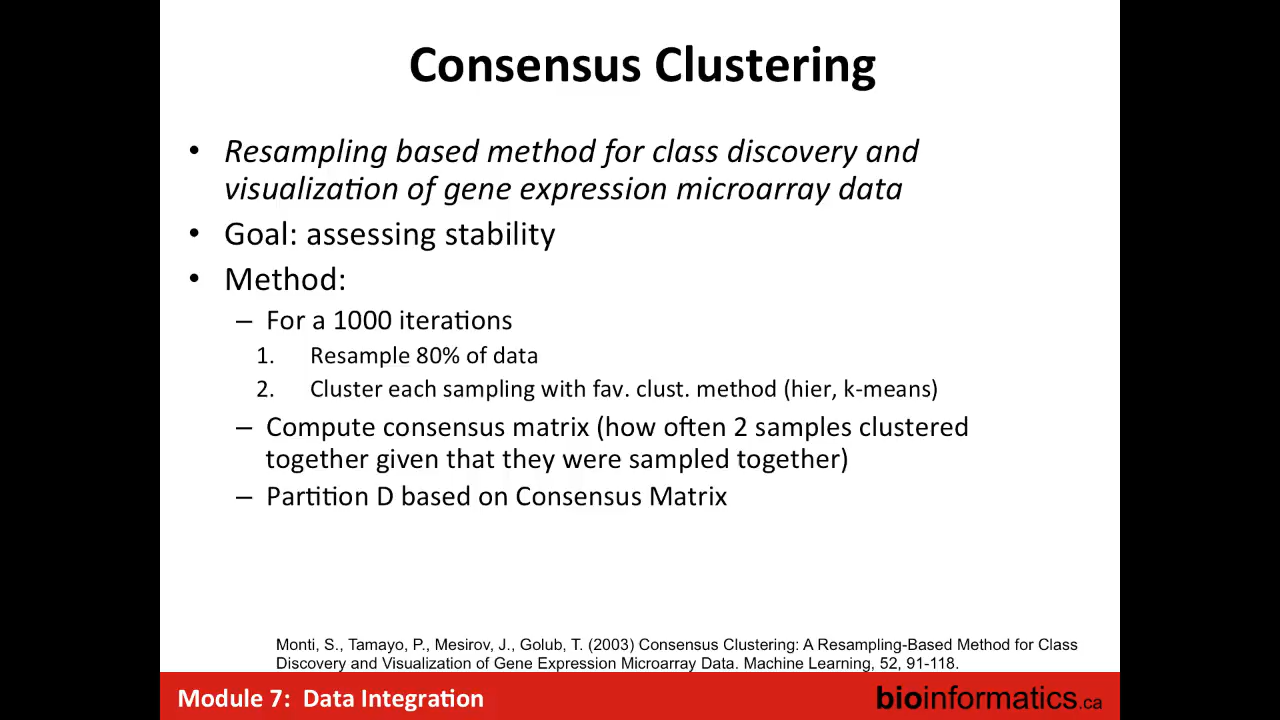 Consensus Clustering
• Resampling based method for class discovery and
visualization of gene expression microarray data
• Goal: assessing stability
• Method:
– For a 1000 iterations
1. Resample 80% of data
2. Cluster each sampling with fav. clust. method (hier, k-means)
– Compute consensus matrix (how often 2 samples clustered
together given that they were sampled together)
– Partition D based on Consensus Matrix
Monti, S., Tamayo, P., Mesirov, J., Golub, T. (2003) Consensus Clustering: A Resampling-Based Method for Class
Discovery and Visualization of Gene Expression Microarray Data. Machine Learning, 52, 91-118.
Module 7: Data Integration
bioinformatics.ca